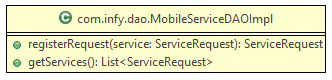 C com.infy.dao.MobileServiceDAOImpl
registerRequest(service: ServiceRequest): ServiceRequest
getServices(): List<ServiceRequest>